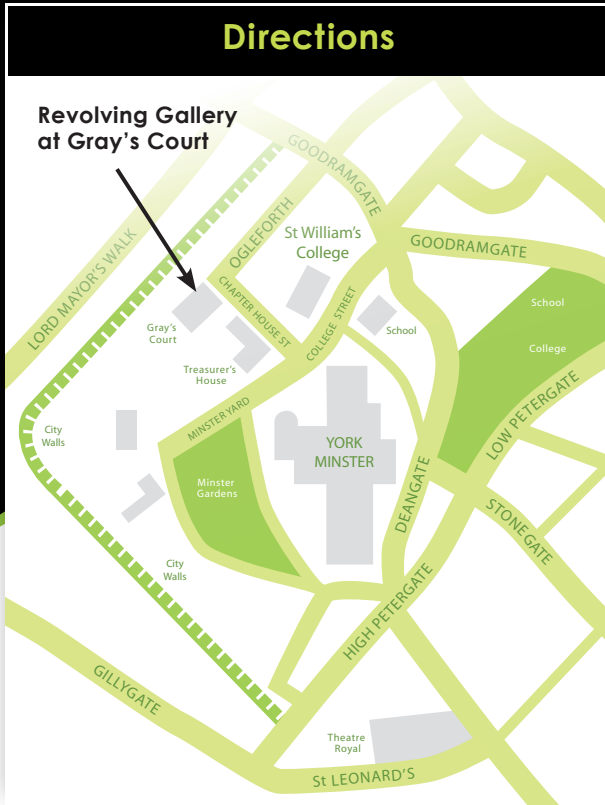 Directions
Revolving Gallery
at Gray's Court
GOODRAMGATE
LORD MAYOR'S WALK
OGLEFORTH
St William's
College
GOODRAMGATE
CHAPTER HOUSE ST
COLLEGE STREET
School
Gray's
Court
School
College
Treasurer's
House
MINSTER YARD
LOW PETERGATE
City
Walls
YORK
MINSTER
Minster
Gardens
DEANGATE
STONEGATE
City
Walls
HIGH PETERGATE
GILLYGATE
Theatre
Royal
St LEONARD'S